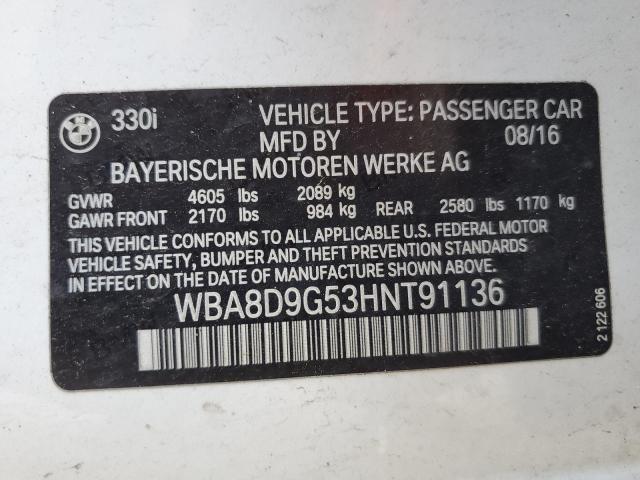 330i VEHICLE TYPE: PASSENGER CAR
MFD BY 08/16
BAYERISCHE MOTOREN WERKE AG
GVWR 4605 lbs 2089 kg
GAWR FRONT 2170 lbs 984 kg REAR 2580 lbs 1170 kg
THIS VEHICLE CONFORMS TO ALL APPLICABLE U.S. FEDERAL MOTOR
VEHICLE SAFETY, BUMPER AND THEFT PREVENTION STANDARDS
IN EFFECT ON THE DATE OF MANUFACTURE SHOWN ABOVE.
WBA8D9G53HNT91136
2 122 606